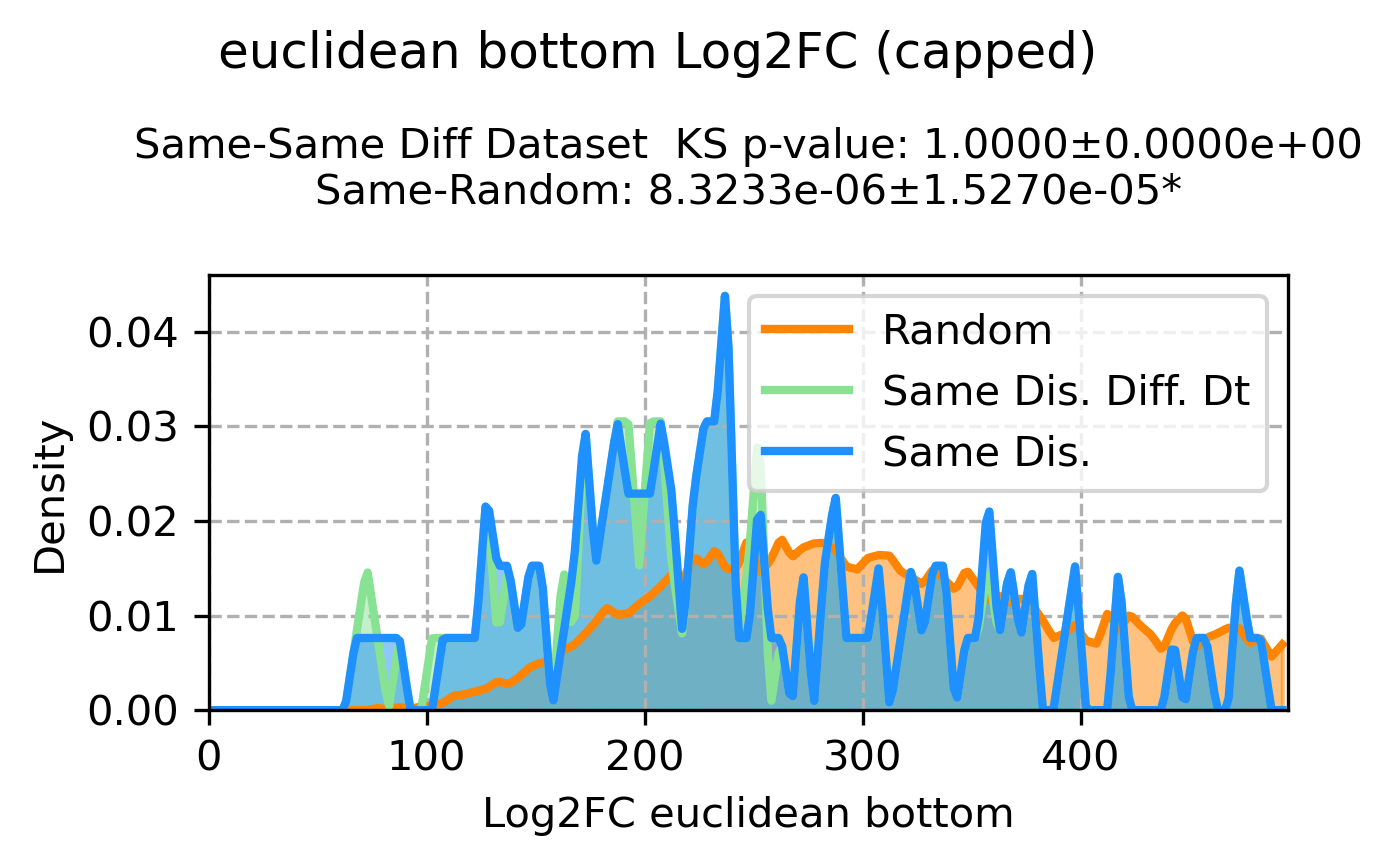 euclidean bottom Log2FC (capped)
Same-Same Diff Dataset  KS p-value: 1.0000±0.0000e+00
Same-Random: 8.3233e-06±1.5270e-05*
Random
Same Dis. Diff. Dt
Same Dis.
Density
0.04
0.03
0.02
0.01
0.00
0 100 200 300 400
Log2FC euclidean bottom